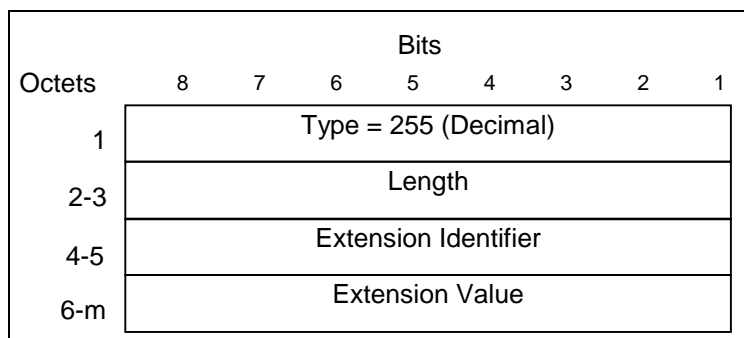 Bits
Octets 8 7 6 5 4 3 2 1
1 Type = 255 (Decimal)
2-3 Length
4-5 Extension Identifier
6-m Extension Value